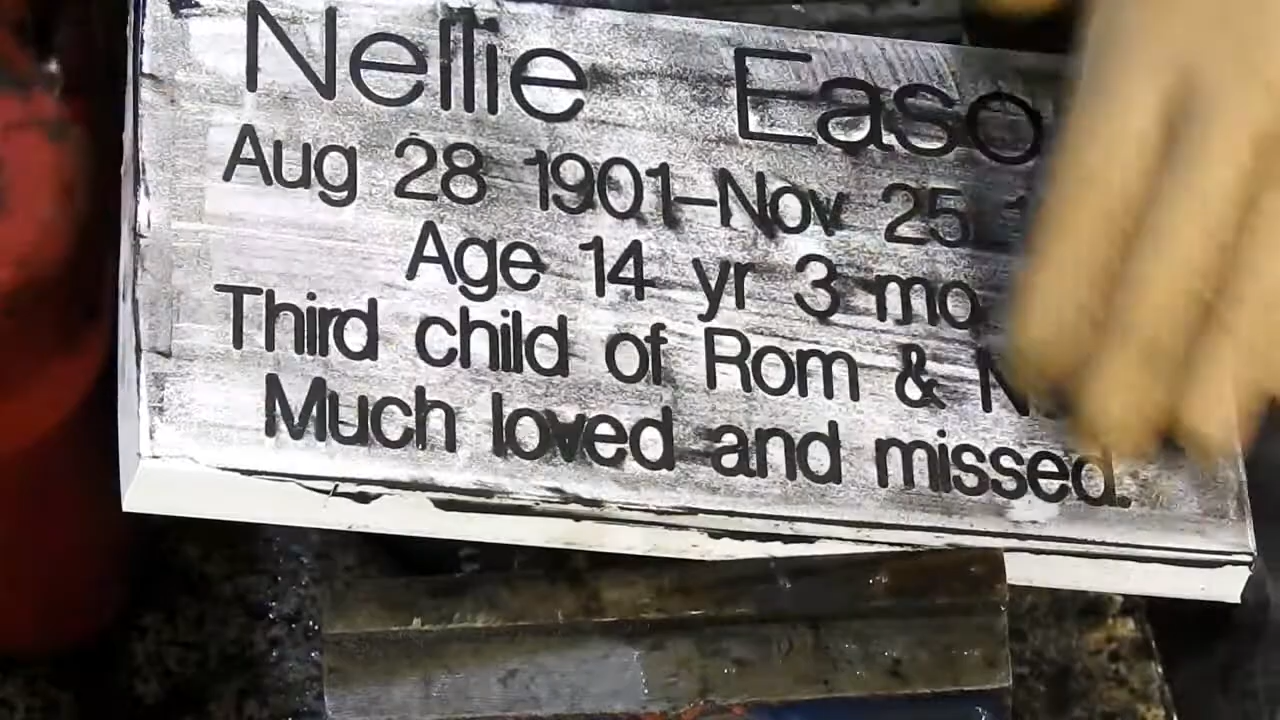 Nellie Easo
Aug 28 1901-Nov 25
Age 14 yr 3 mo
Third child of Rom & N
Much loved and missed.